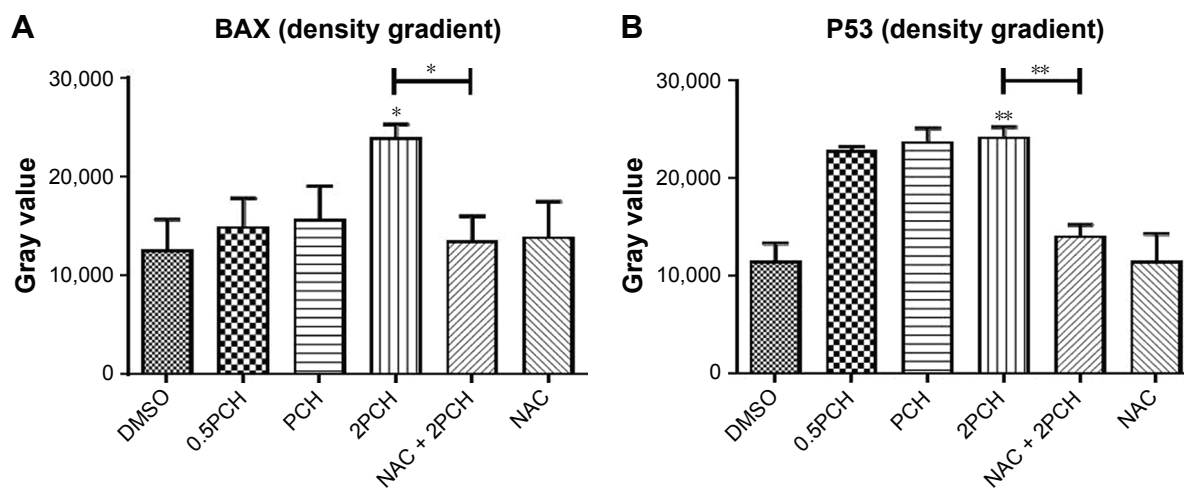 A
BAX (density gradient)
Gray value
30,000
20,000
10,000
0
*
*
DMSO
0.5PCH
PCH
2PCH
NAC + 2PCH
NAC
B
P53 (density gradient)
Gray value
30,000
20,000
10,000
0
**
**
DMSO
0.5PCH
PCH
2PCH
NAC + 2PCH
NAC